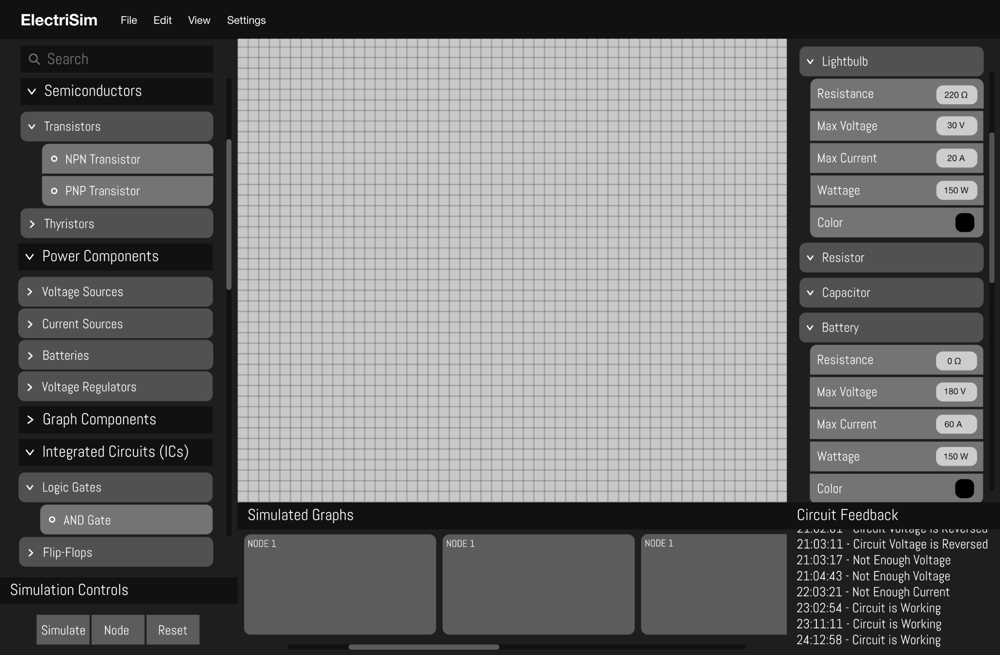 ElectriSim
File Edit View Settings
Search
Semiconductors
Transistors
NPN Transistor
PNP Transistor
Thyristors
Power Components
Voltage Sources
Current Sources
Batteries
Voltage Regulators
Graph Components
Integrated Circuits (ICs)
Logic Gates
AND Gate
Flip-Flops
Simulation Controls
Simulate Node Reset
Simulated Graphs
NODE 1
NODE 1
NODE 1
Lightbulb
Resistance 220 Ω
Max Voltage 30 V
Max Current 20 A
Wattage 150 W
Color
Resistor
Capacitor
Battery
Resistance 0 Ω
Max Voltage 180 V
Max Current 60 A
Wattage 150 W
Color
Circuit Feedback
- Circuit Voltage is Reversed
21:03:11 - Circuit Voltage is Reversed
21:03:17 - Not Enough Voltage
21:04:43 - Not Enough Voltage
22:03:21 - Not Enough Current
23:02:54 - Circuit is Working
23:11:11 - Circuit is Working
24:12:58 - Circuit is Working